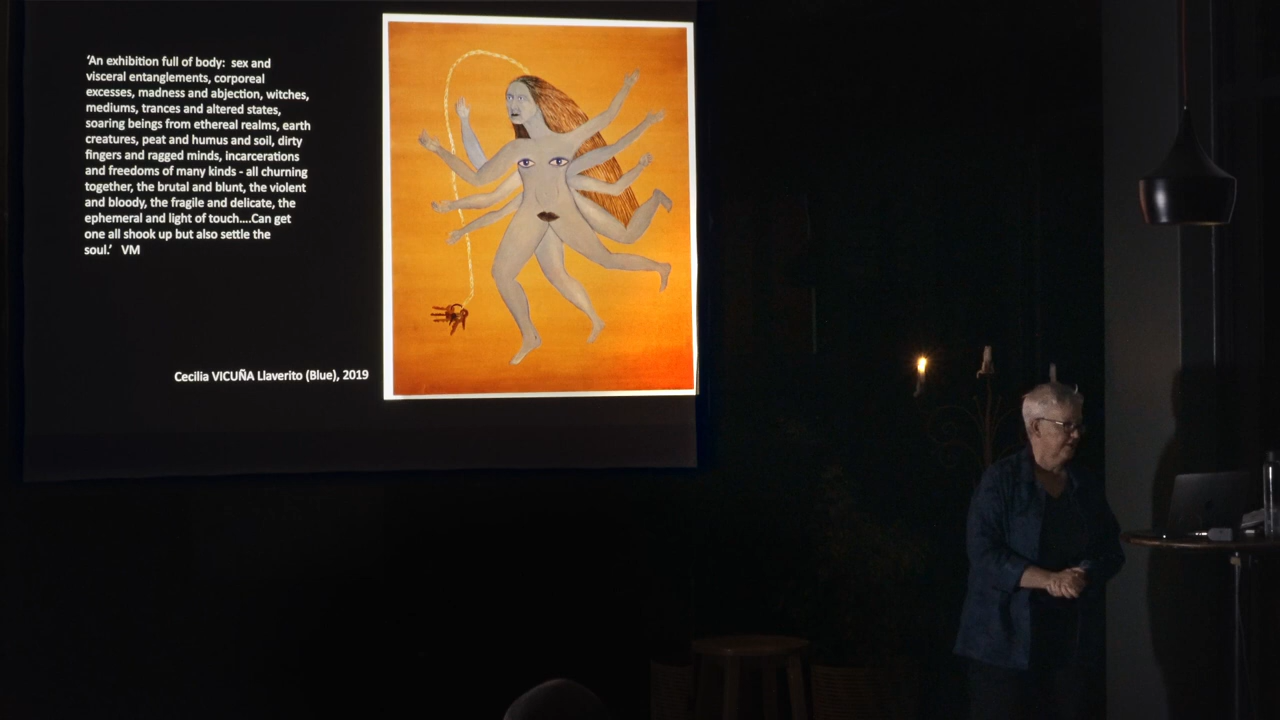 ‘An exhibition full of body:  sex and
visceral entanglements, corporeal
excesses, madness and abjection, witches,
mediums, trances and altered states,
soaring beings from ethereal realms, earth
creatures, peat and humus and soil, dirty
fingers and ragged minds, incarcerations
and freedoms of many kinds - all churning
together, the brutal and blunt, the violent
and bloody, the fragile and delicate, the
ephemeral and light of touch....Can get
one all shook up but also settle the
soul.’   VM
Cecilia VICUÑA Llaverito (Blue), 2019